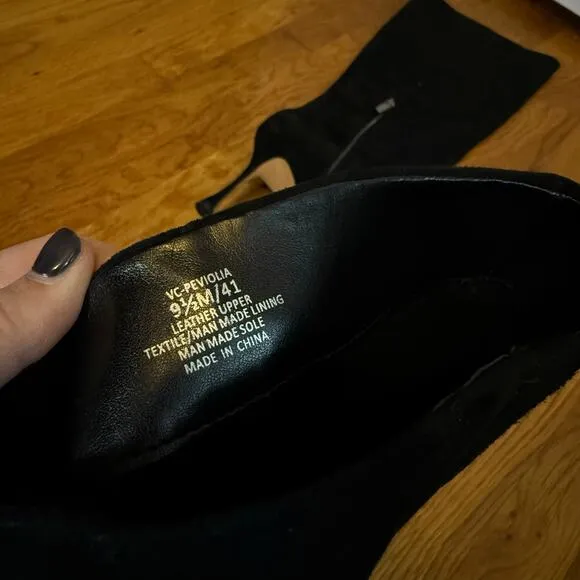 VC-PEVIOLIA
9½M/41
LEATHER UPPER
TEXTILE/MAN MADE LINING
MAN MADE SOLE
MADE IN CHINA